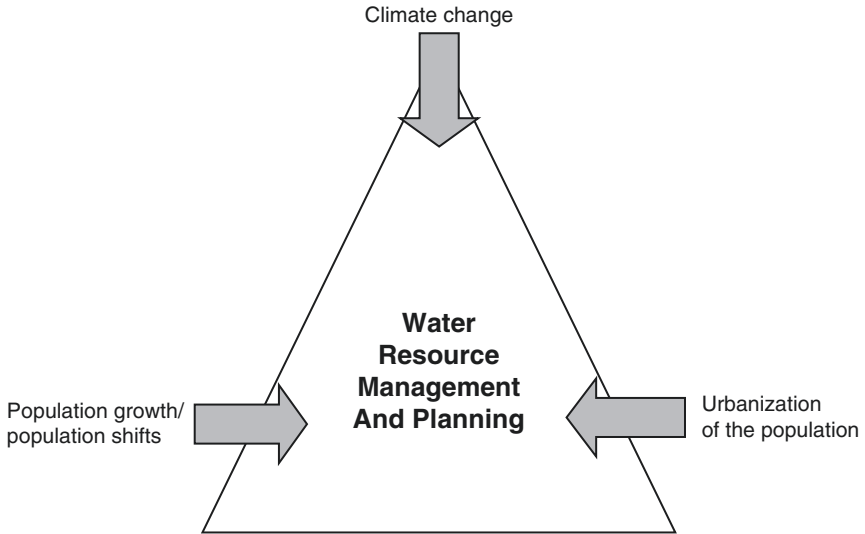 Climate change
Water
Resource
Management
And Planning
Population growth/
population shifts
Urbanization
of the population